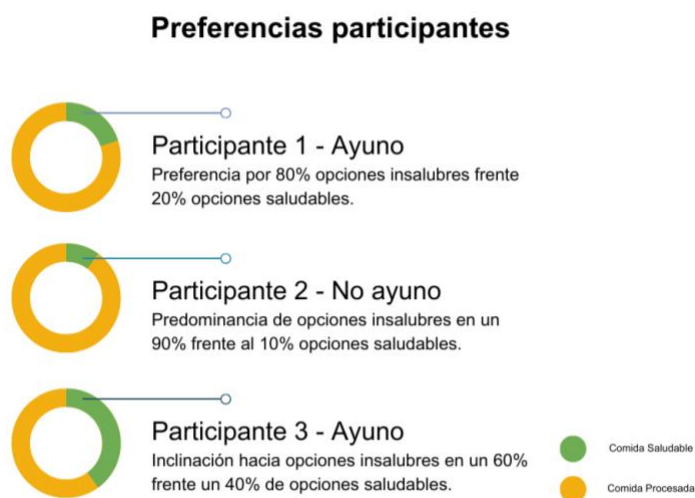 Preferencias participantes
Participante 1 - Ayuno
Preferencia por 80% opciones insalubres frente
20% opciones saludables.
Participante 2 - No ayuno
Predominancia de opciones insalubres en un
90% frente al 10% opciones saludables.
Participante 3 - Ayuno
Inclinación hacia opciones insalubres en un 60%
frente un 40% de opciones saludables.
Comida Saludable
Comida Procesada